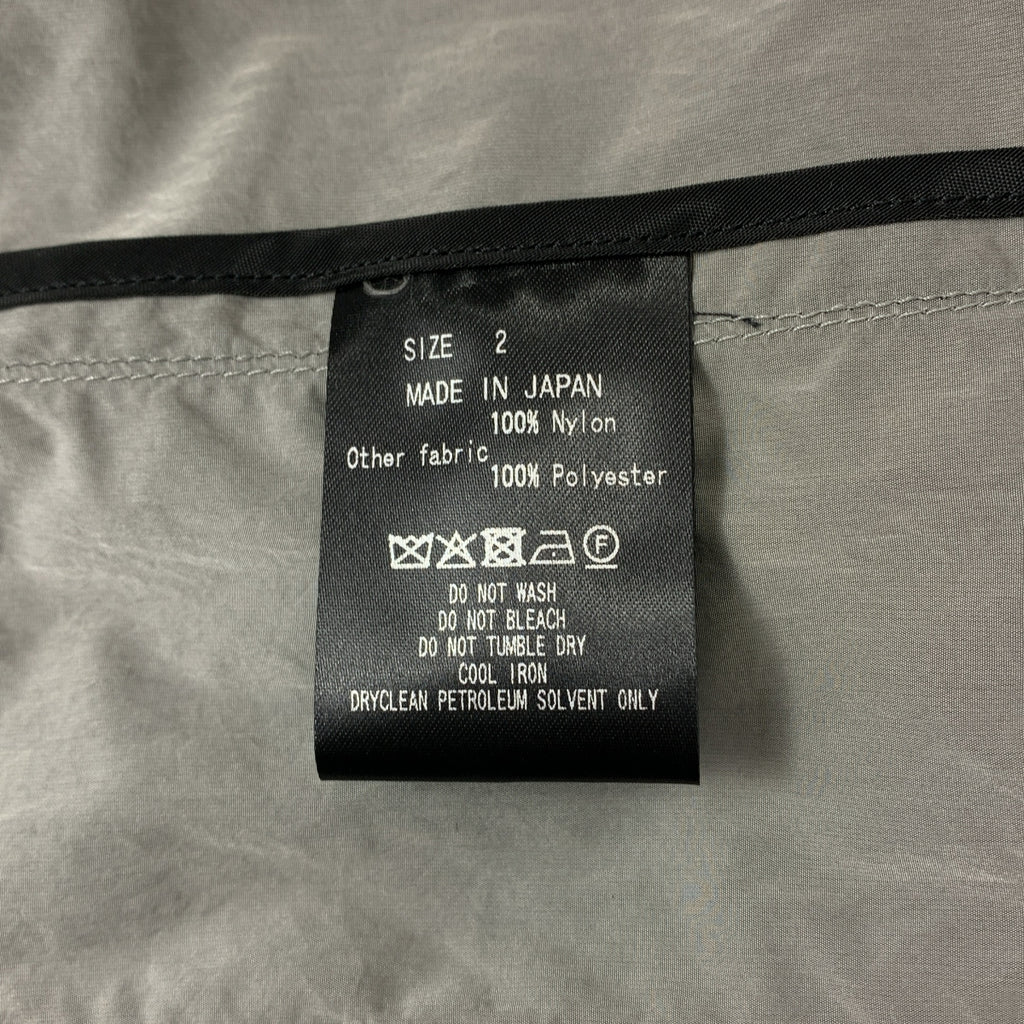 SIZE 2
MADE IN JAPAN
100% Nylon
Other fabric
100% Polyester
F
DO NOT WASH
DO NOT BLEACH
DO NOT TUMBLE DRY
COOL IRON
DRYCLEAN PETROLEUM SOLVENT ONLY